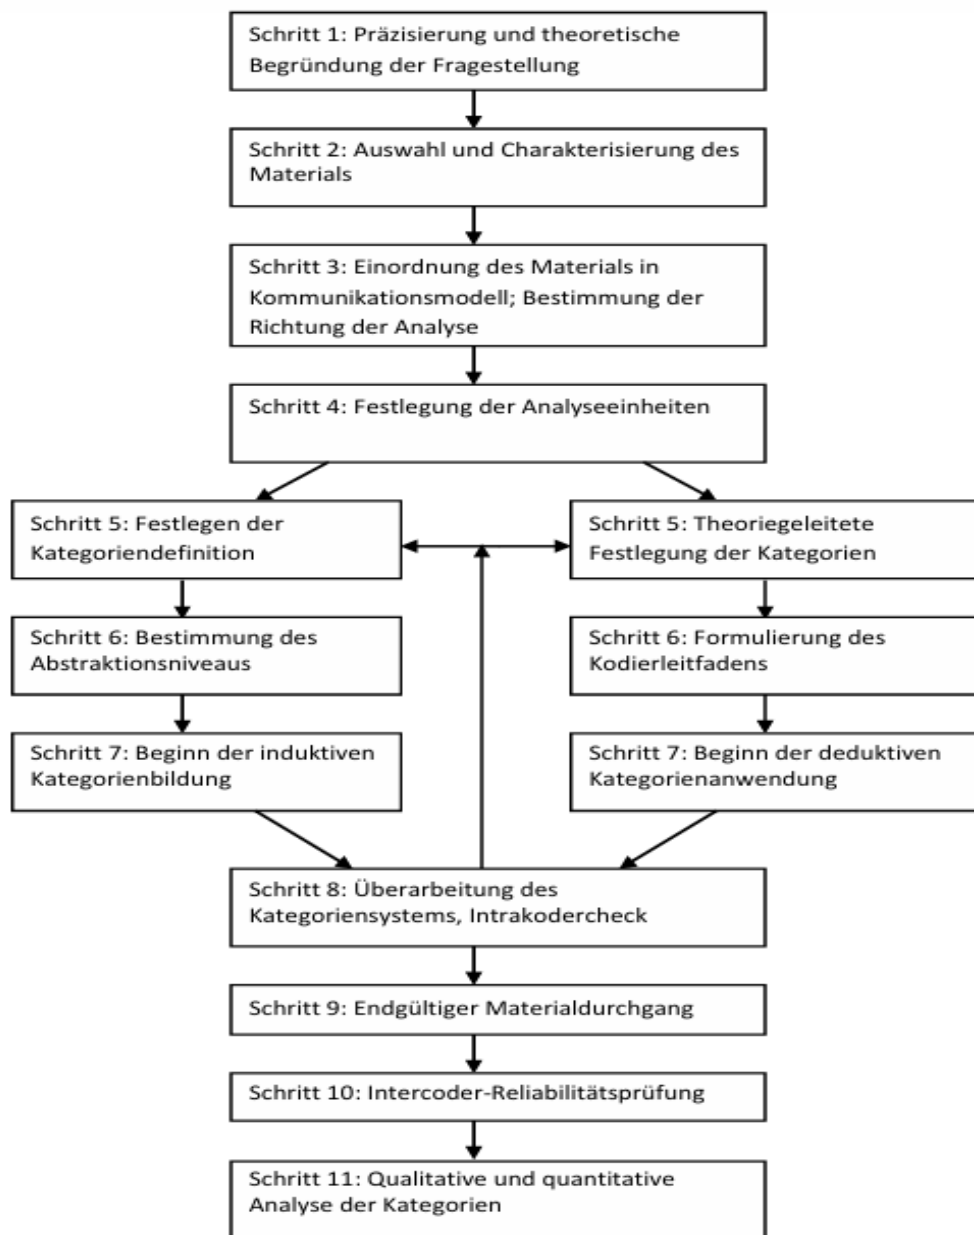 Schritt 1: Präzisierung und theoretische
Begründung der Fragestellung
Schritt 2: Auswahl und Charakterisierung des
Materials
Schritt 3: Einordnung des Materials in
Kommunikationsmodell; Bestimmung der
Richtung der Analyse
Schritt 4: Festlegung der Analyseeinheiten
Schritt 5: Festlegen der
Kategoriendefinition
Schritt 5: Theoriegeleitete
Festlegung der Kategorien
Schritt 6: Bestimmung des
Abstraktionsniveaus
Schritt 6: Formulierung des
Kodierleitfadens
Schritt 7: Beginn der induktiven
Kategorienbildung
Schritt 7: Beginn der deduktiven
Kategorienanwendung
Schritt 8: Überarbeitung des
Kategoriensystems, Intrakodercheck
Schritt 9: Endgültiger Materialdurchgang
Schritt 10: Intercoder-Reliabilitätsprüfung
Schritt 11: Qualitative und quantitative
Analyse der Kategorien